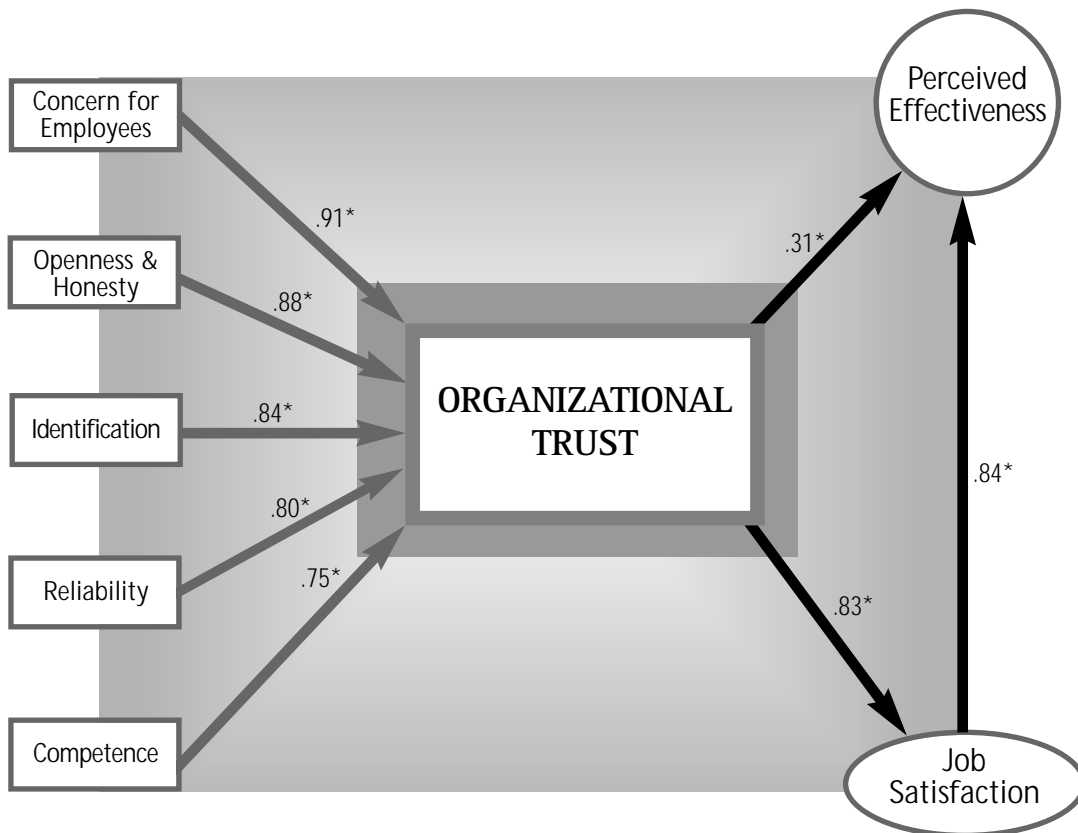 Concern for
Employees
Openness &
Honesty
Identification
Reliability
Competence
.91*
.88*
.84*
.80*
.75*
ORGANIZATIONAL
TRUST
.31*
.83*
.84*
Perceived
Effectiveness
Job
Satisfaction